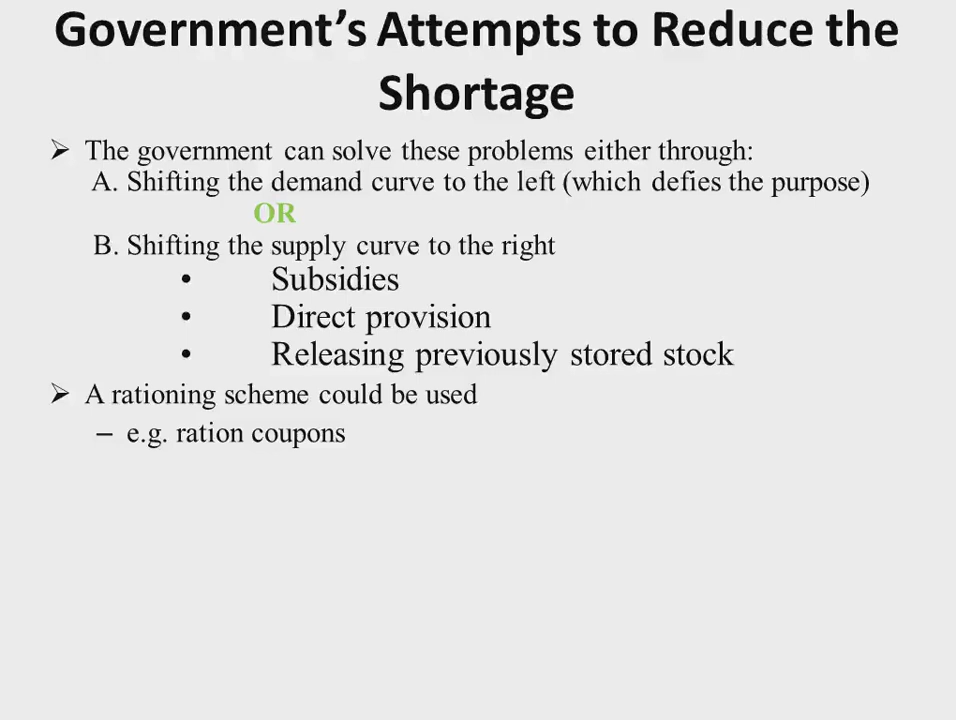 Government's Attempts to Reduce the
Shortage
➢ The government can solve these problems either through:
A. Shifting the demand curve to the left (which defies the purpose)
OR
B. Shifting the supply curve to the right
• Subsidies
• Direct provision
• Releasing previously stored stock
➢ A rationing scheme could be used
– e.g. ration coupons